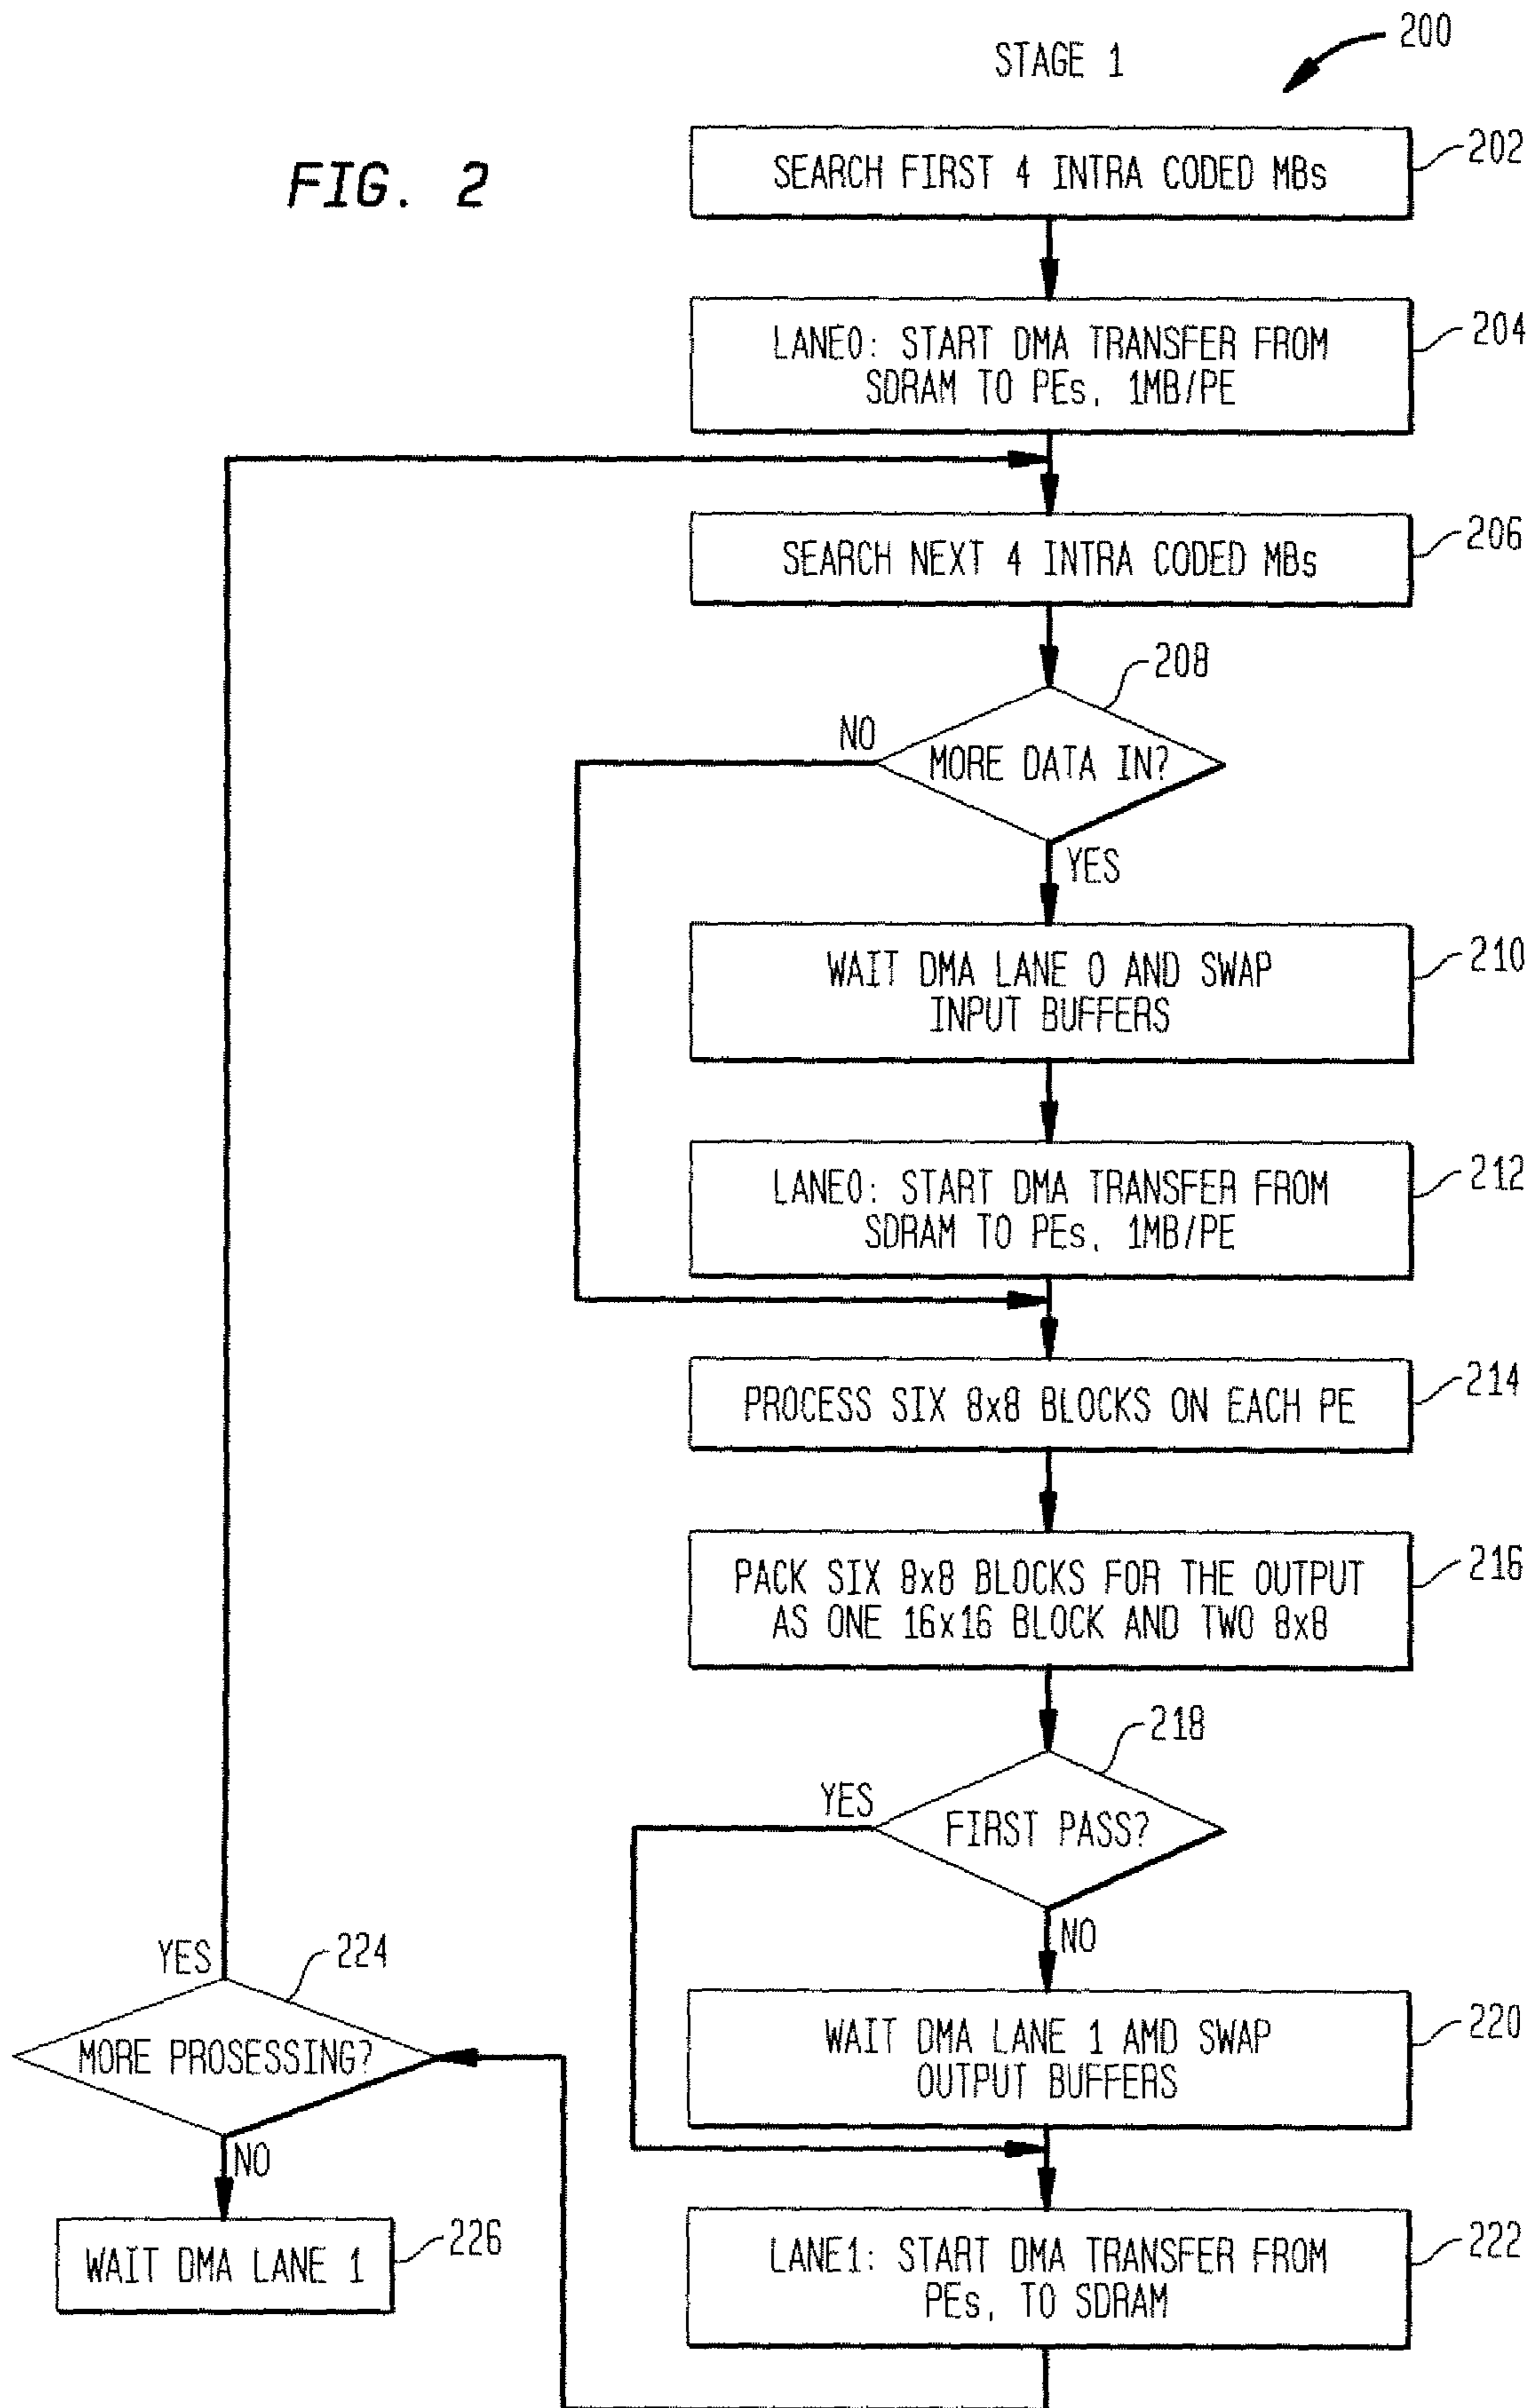 200
STAGE 1
FIG. 2
202
SEARCH FIRST 4 INTRA CODED MBs
204
LANE0: START DMA TRANSFER FROM
SDRAM TO PEs, 1MB/PE
206
SEARCH NEXT 4 INTRA CODED MBs
208
NO
MORE DATA IN?
YES
210
WAIT DMA LANE 0 AND SWAP
INPUT BUFFERS
212
LANE0: START DMA TRANSFER FROM
SDRAM TO PEs, 1MB/PE
214
PROCESS SIX 8x8 BLOCKS ON EACH PE
216
PACK SIX 8x8 BLOCKS FOR THE OUTPUT
AS ONE 16x16 BLOCK AND TWO 8x8
218
YES
FIRST PASS?
NO
220
WAIT DMA LANE 1 AMD SWAP
OUTPUT BUFFERS
222
LANE1: START DMA TRANSFER FROM
PEs, TO SDRAM
YES
224
MORE PROSESSING?
NO
226
WAIT DMA LANE 1